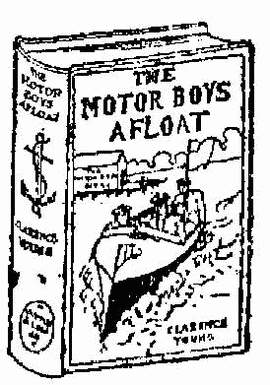 THE
MOTOR BOYS
AFLOAT
CLARENCE
YOUNG
THE
MOTOR
BOYS
AFLOAT
CLARENCE
YOUNG